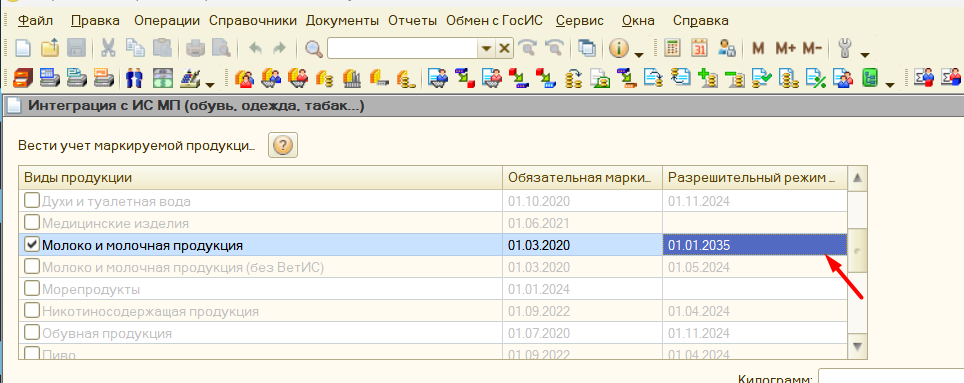 Файл Правка Операции Справочники Документы Отчеты Обмен с ГосИС Сервис Окна Справка
M M+ M-
Интеграция с ИС МП (обувь, одежда, табак...)
Вести учет маркируемой продукци...
Виды продукции Обязательная марки... Разрешительный режим ...
Духи и туалетная вода 01.10.2020 01.11.2024
Медицинские изделия 01.06.2021
Молоко и молочная продукция 01.03.2020 01.01.2035
Молоко и молочная продукция (без ВетИС) 01.03.2020 01.05.2024
Морепродукты 01.01.2024
Никотиносодержащая продукция 01.09.2022 01.04.2024
Обувная продукция 01.07.2020 01.11.2024
Пиво 01.09.2022 01.04.2024
Килограмм: